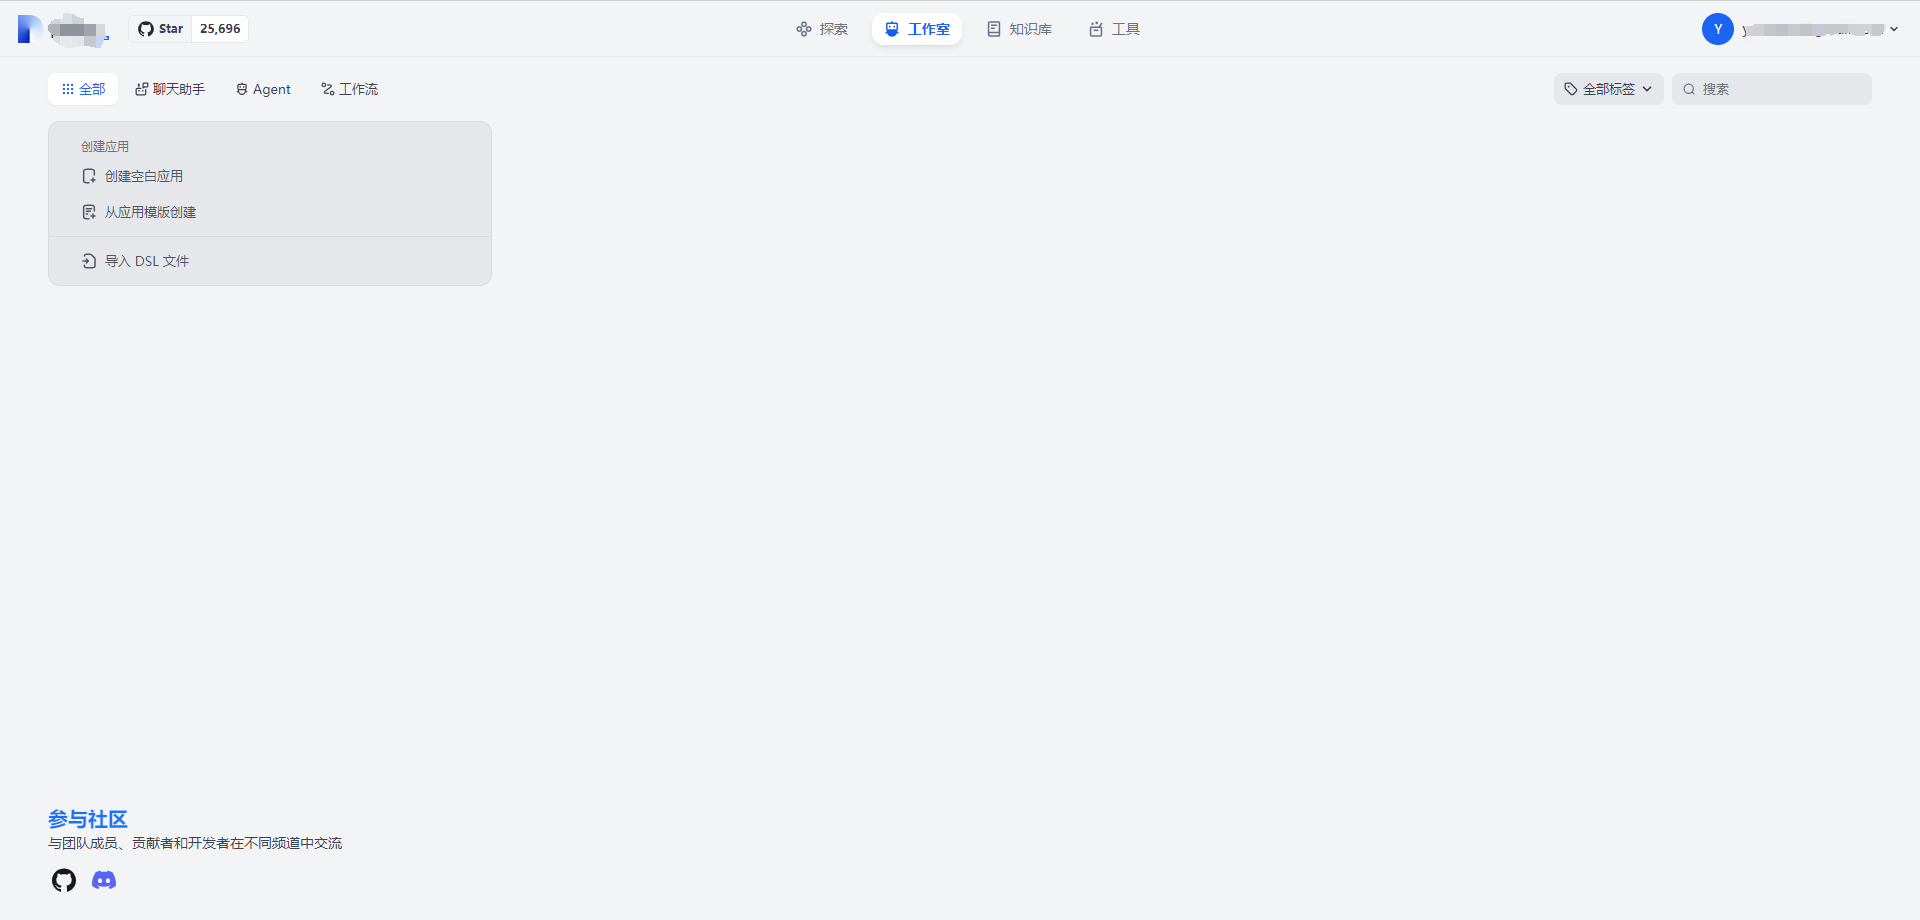 Star 25,696
探索 工作室 知识库 工具
Y
全部 聊天助手 Agent 工作流
全部标签 搜索
创建应用
创建空白应用
从应用模版创建
导入 DSL 文件
参与社区
与团队成员、贡献者和开发者在不同频道中交流